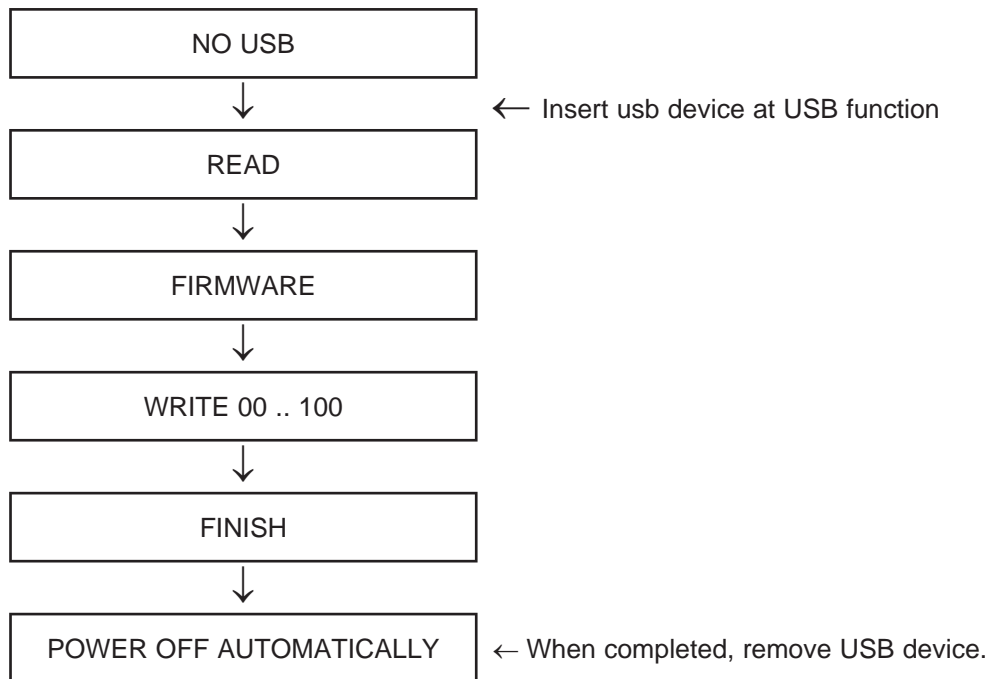 NO USB
← Insert usb device at USB function
READ
FIRMWARE
WRITE 00 .. 100
FINISH
POWER OFF AUTOMATICALLY
← When completed, remove USB device.